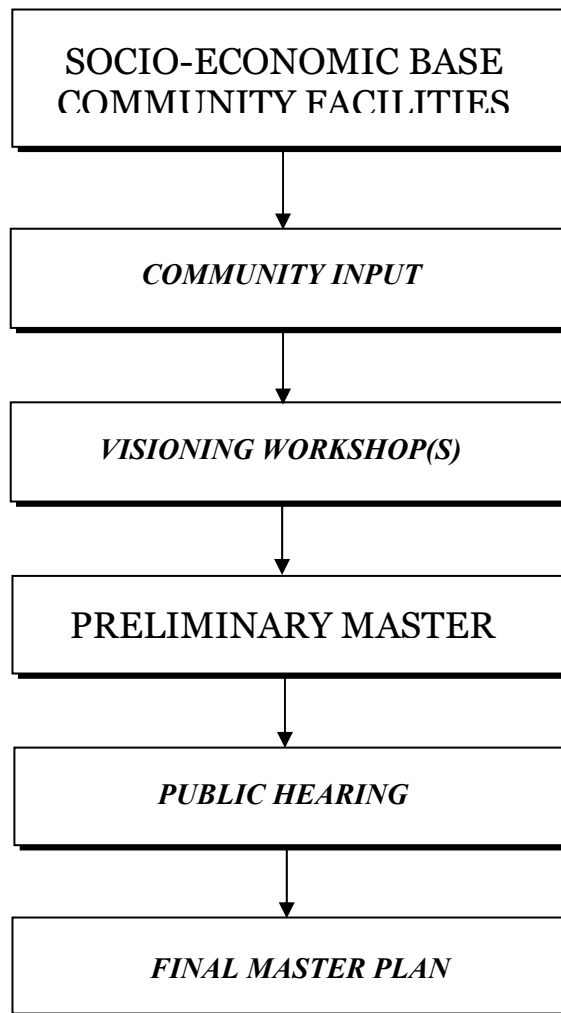 SOCIO-ECONOMIC BASE
COMMUNITY FACILITIES
COMMUNITY INPUT
VISIONING WORKSHOP(S)
PRELIMINARY MASTER
PUBLIC HEARING
FINAL MASTER PLAN